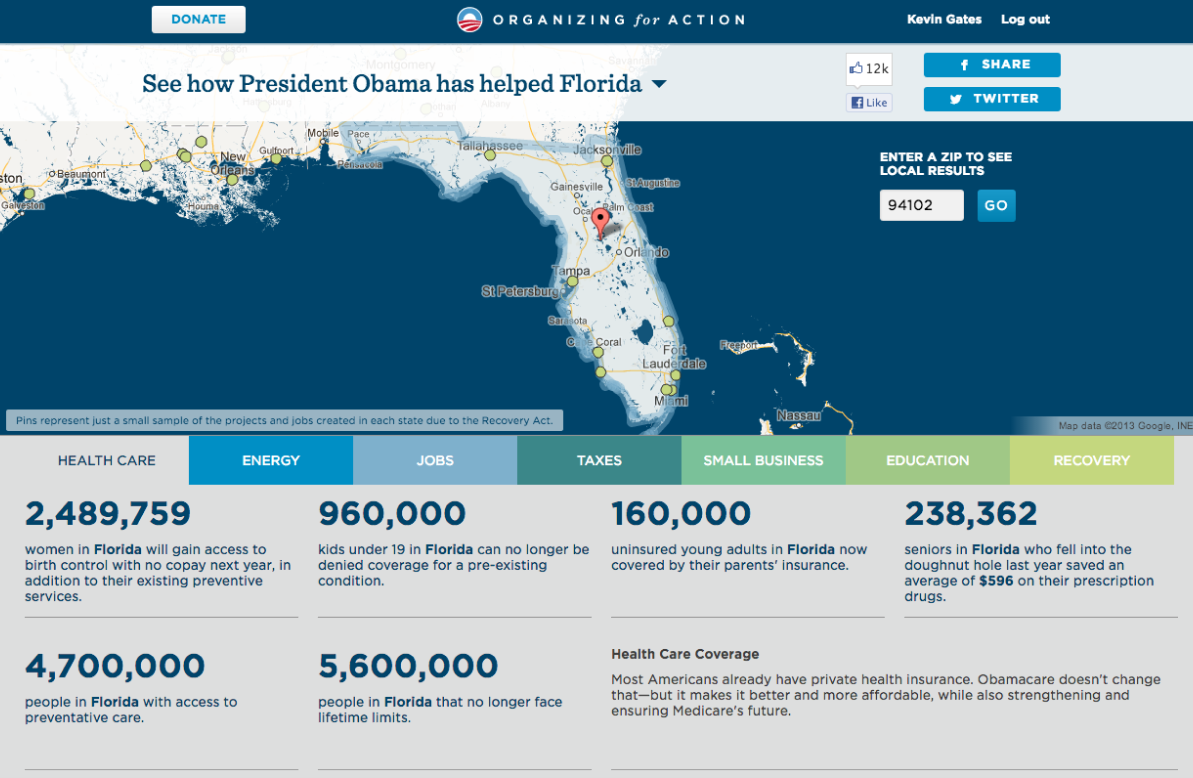 DONATE
ORGANIZING for ACTION
Kevin Gates Log out
See how President Obama has helped Florida
12k
Like
SHARE
TWITTER
ENTER A ZIP TO SEE
LOCAL RESULTS
94102
GO
Montgomery
Albany
Mobile
Pace
Pensacola
Tallahassee
Jacksonville
Gulfport
New
Orleans
Beaumont
ston
Galveston
Houma
Gainesville
St Augustine
Palm Coast
Orlando
Tampa
St Petersburg
Sarasota
Coral
Fort
Lauderdale
Miami
Freeport
Nassau
Pins represent just a small sample of the projects and jobs created in each state due to the Recovery Act.
Map data ©2013 Google, INE
HEALTH CARE
ENERGY
JOBS
TAXES
SMALL BUSINESS
EDUCATION
RECOVERY
2,489,759
women in Florida will gain access to
birth control with no copay next year, in
addition to their existing preventive
services.
960,000
kids under 19 in Florida can no longer be
denied coverage for a pre-existing
condition.
160,000
uninsured young adults in Florida now
covered by their parents' insurance.
238,362
seniors in Florida who fell into the
doughnut hole last year saved an
average of $596 on their prescription
drugs.
4,700,000
people in Florida with access to
preventative care.
5,600,000
people in Florida that no longer face
lifetime limits.
Health Care Coverage
Most Americans already have private health insurance. Obamacare doesn't change
that—but it makes it better and more affordable, while also strengthening and
ensuring Medicare's future.